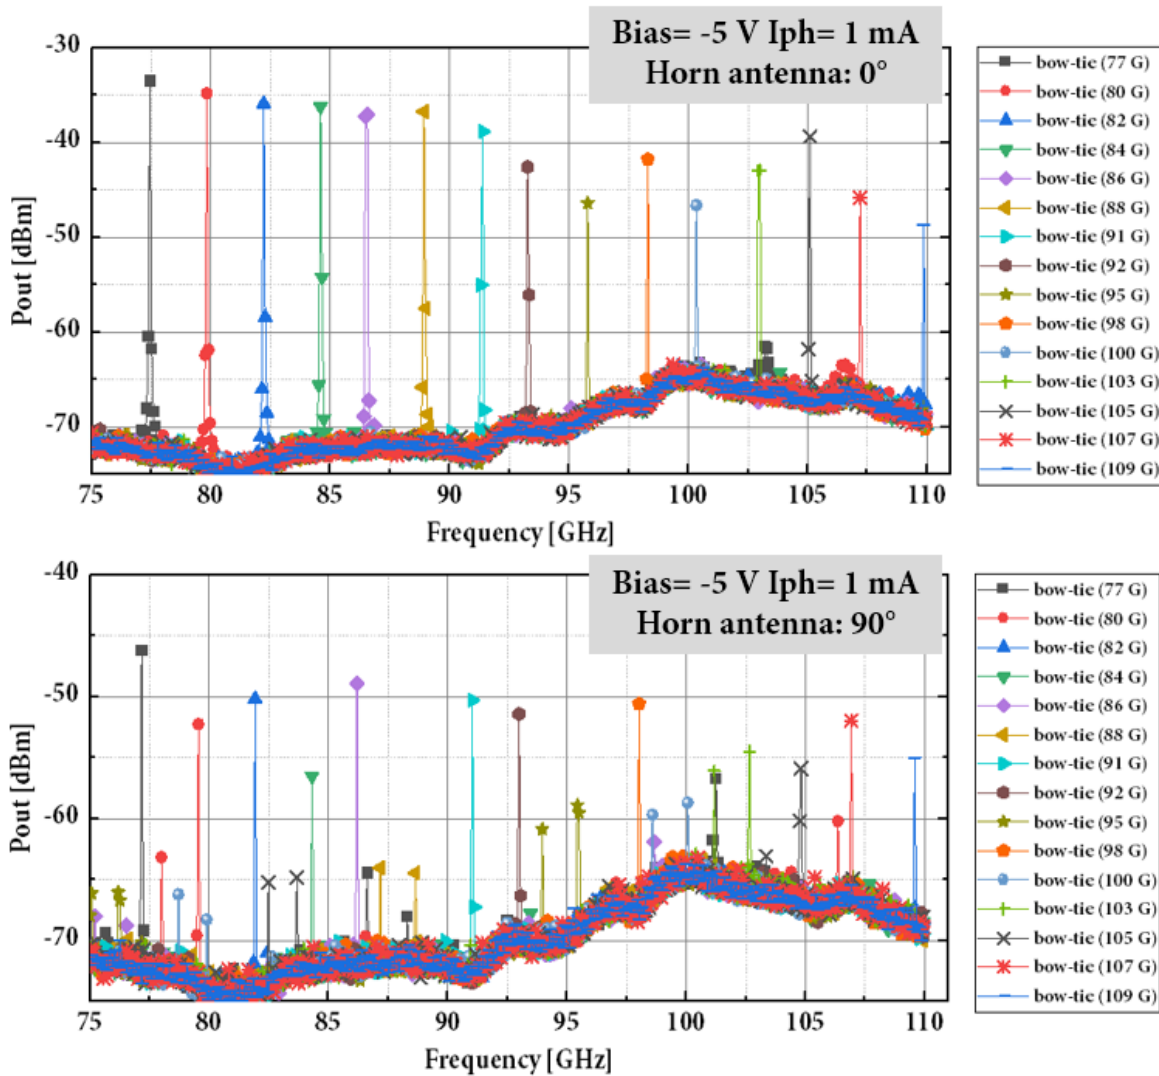 Bias= -5 V Iph= 1 mA
Horn antenna: 0°
-30
-40
-50
-60
-70
Pout [dBm]
75 80 85 90 95 100 105 110
Frequency [GHz]
bow-tie (77 G)
bow-tie (80 G)
bow-tie (82 G)
bow-tie (84 G)
bow-tie (86 G)
bow-tie (88 G)
bow-tie (91 G)
bow-tie (92 G)
bow-tie (95 G)
bow-tie (98 G)
bow-tie (100 G)
bow-tie (103 G)
bow-tie (105 G)
bow-tie (107 G)
bow-tie (109 G)
Bias= -5 V Iph= 1 mA
Horn antenna: 90°
-40
-50
-60
-70
Pout [dBm]
75 80 85 90 95 100 105 110
Frequency [GHz]
bow-tie (77 G)
bow-tie (80 G)
bow-tie (82 G)
bow-tie (84 G)
bow-tie (86 G)
bow-tie (88 G)
bow-tie (91 G)
bow-tie (92 G)
bow-tie (95 G)
bow-tie (98 G)
bow-tie (100 G)
bow-tie (103 G)
bow-tie (105 G)
bow-tie (107 G)
bow-tie (109 G)